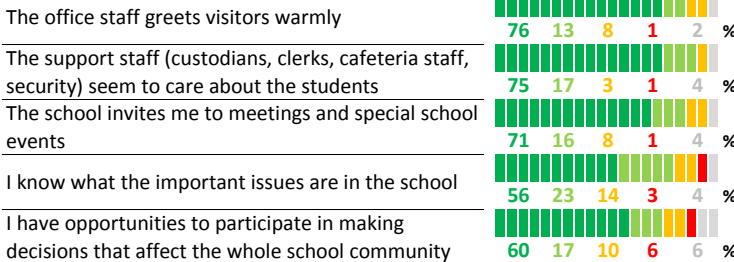 The office staff greets visitors warmly
76 13 8 1 2 %
The support staff (custodians, clerks, cafeteria staff,
security) seem to care about the students
75 17 3 1 4 %
The school invites me to meetings and special school
events
71 16 8 1 4 %
I know what the important issues are in the school
56 23 14 3 4 %
I have opportunities to participate in making
decisions that affect the whole school community
60 17 10 6 6 %